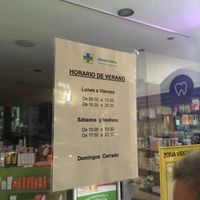 HORARIO DE VERANO
Lunes a Viernes
De 09:30 a 13:30
De 16:30 a 20:30
Sábados y festivos
De 10:00 a 13:30
De 17:00 a 20:30
Domingos Cerrado